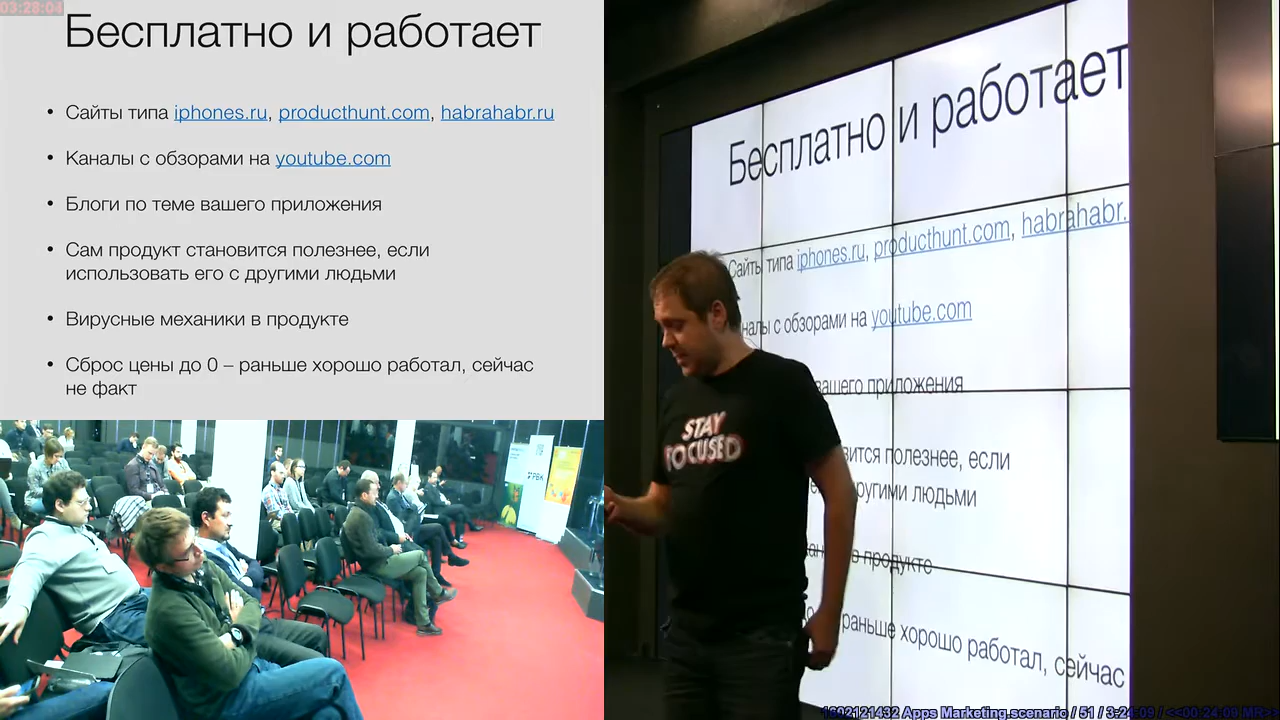 03:28:04
Бесплатно и работает
• Сайты типа iphones.ru, producthunt.com, habrahabr.ru
• Каналы с обзорами на youtube.com
• Блоги по теме вашего приложения
• Сам продукт становится полезнее, если
использовать его с другими людьми
• Вирусные механики в продукте
• Сброс цены до 0 – раньше хорошо работал, сейчас
не факт
Бесплатно и работает
Сайты типа iphones.ru, producthunt.com, habrahabr.
налы с обзорами на youtube.com
вашего приложения
вится полезнее, если
другими людьми
в продукте
раньше хорошо работал, сейчас
STAY
FOCUSED
РБК
Apps Marketing.scenario / 51 / 3:24:09 /